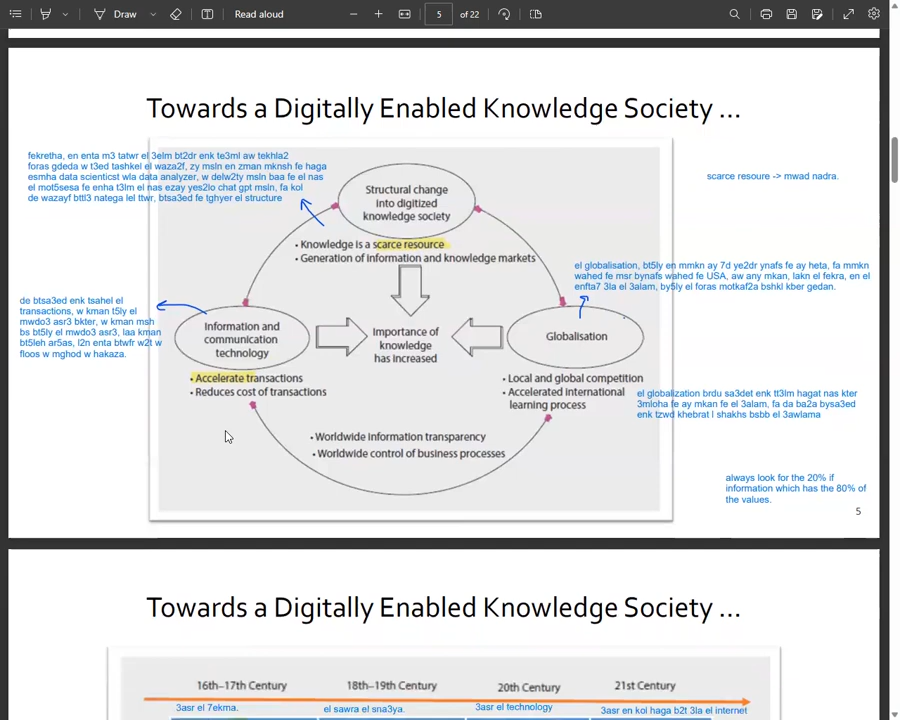 Draw
Read aloud
5
of 22
Towards a Digitally Enabled Knowledge Society ...
fekretha, en enta m3 tatwr el 3elm bt2dr enk te3ml aw tekhla2
foras gdeda w t3ed tashkel el waza2f, zy msln en zman mknsh fe haga
esmha data scienticst wla data analyzer, w delw2ty msln baa fe el nas
el mot5sesa fe enha t3lm el nas ezay yes2lo chat gpt msln, fa kol
de wazayf bttl3 natega lel ttwr, btsa3ed fe tghyer el structure
scarce resoure -> mwad nadra.
Structural change
into digitized
knowledge society
• Knowledge is a scarce resource
• Generation of information and knowledge markets
el globalisation, bt5ly en mmkn ay 7d ye2dr ynafs fe ay heta, fa mmkn
wahed fe msr bynafs wahed fe USA, aw any mkan, lakn el fekra, en el
enfta7 3la el 3alam, by5ly el foras motkaf2a bshkl kber gedan.
de btsa3ed enk tsahel el
transactions, w kman t5ly el
mwdo3 asr3 bkter, w kman msh
bs bt5ly el mwdo3 asr3, laa kman
bt5leh ar5as, l2n enta btwfr w2t w
floos w mghod w hakaza.
Information and
communication
technology
Importance of
knowledge
has increased
Globalisation
• Accelerate transactions
• Reduces cost of transactions
• Local and global competition
• Accelerated international
learning process
el globalization brdu sa3det enk tt3lm hagat nas kter
3mloha fe ay mkan fe el 3alam, fa da ba2a bysa3ed
enk tzwd khebrat l shakhs bsbb el 3awlama
• Worldwide information transparency
• Worldwide control of business processes
always look for the 20% if
information which has the 80% of
the values.
5
Towards a Digitally Enabled Knowledge Society ...
16th–17th Century
18th–19th Century
20th Century
21st Century
3asr el 7ekma.
el sawra el sna3ya.
3asr el technology
3asr en kol haga b2t 3la el internet